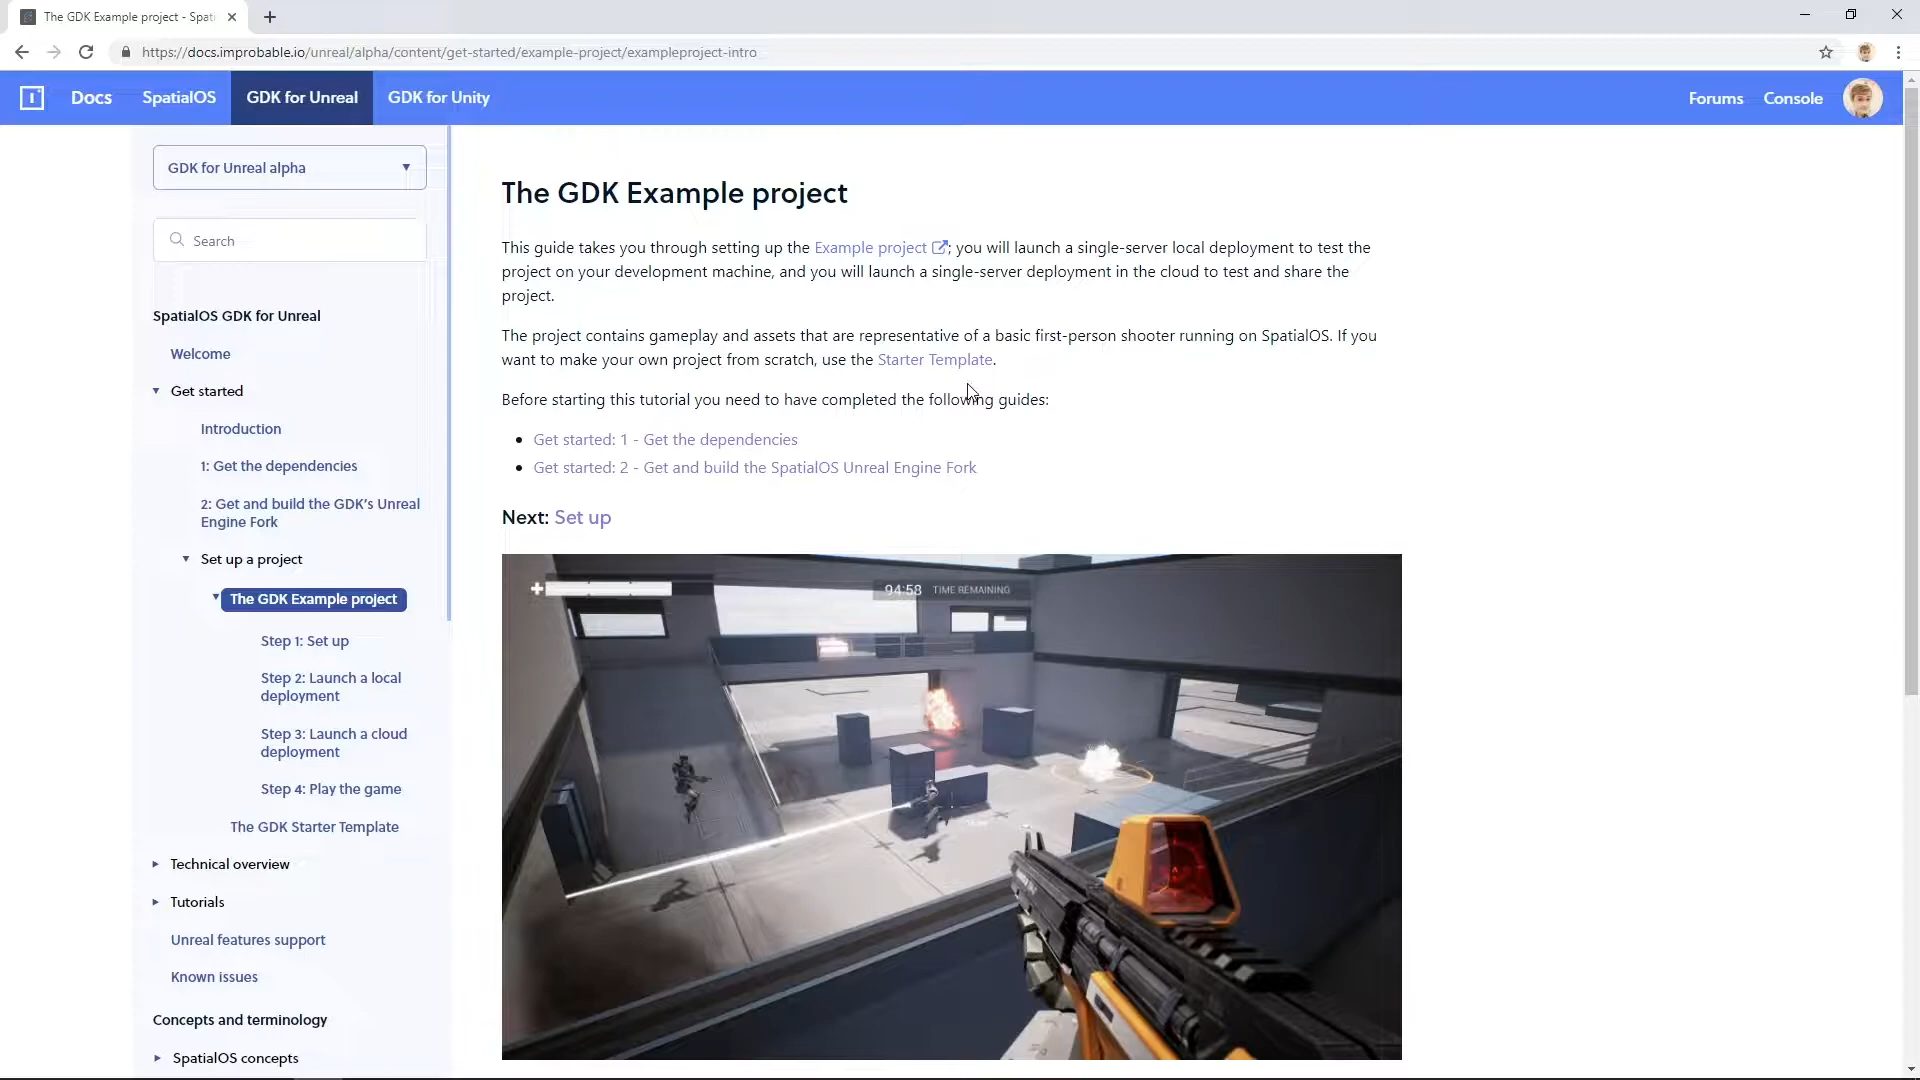 The GDK Example project - Spat
https://docs.improbable.io/unreal/alpha/content/get-started/example-project/exampleproject-intro
Docs
SpatialOS
GDK for Unreal
GDK for Unity
Forums
Console
GDK for Unreal alpha
Search
SpatialOS GDK for Unreal
Welcome
Get started
Introduction
1: Get the dependencies
2: Get and build the GDK's Unreal
Engine Fork
Set up a project
The GDK Example project
Step 1: Set up
Step 2: Launch a local
deployment
Step 3: Launch a cloud
deployment
Step 4: Play the game
The GDK Starter Template
Technical overview
Tutorials
Unreal features support
Known issues
Concepts and terminology
SpatialOS concepts
The GDK Example project
This guide takes you through setting up the Example project ; you will launch a single-server local deployment to test the
project on your development machine, and you will launch a single-server deployment in the cloud to test and share the
project.
The project contains gameplay and assets that are representative of a basic first-person shooter running on SpatialOS. If you
want to make your own project from scratch, use the Starter Template.
Before starting this tutorial you need to have completed the following guides:
Get started: 1 - Get the dependencies
Get started: 2 - Get and build the SpatialOS Unreal Engine Fork
Next: Set up
94:58 TIME REMAINING